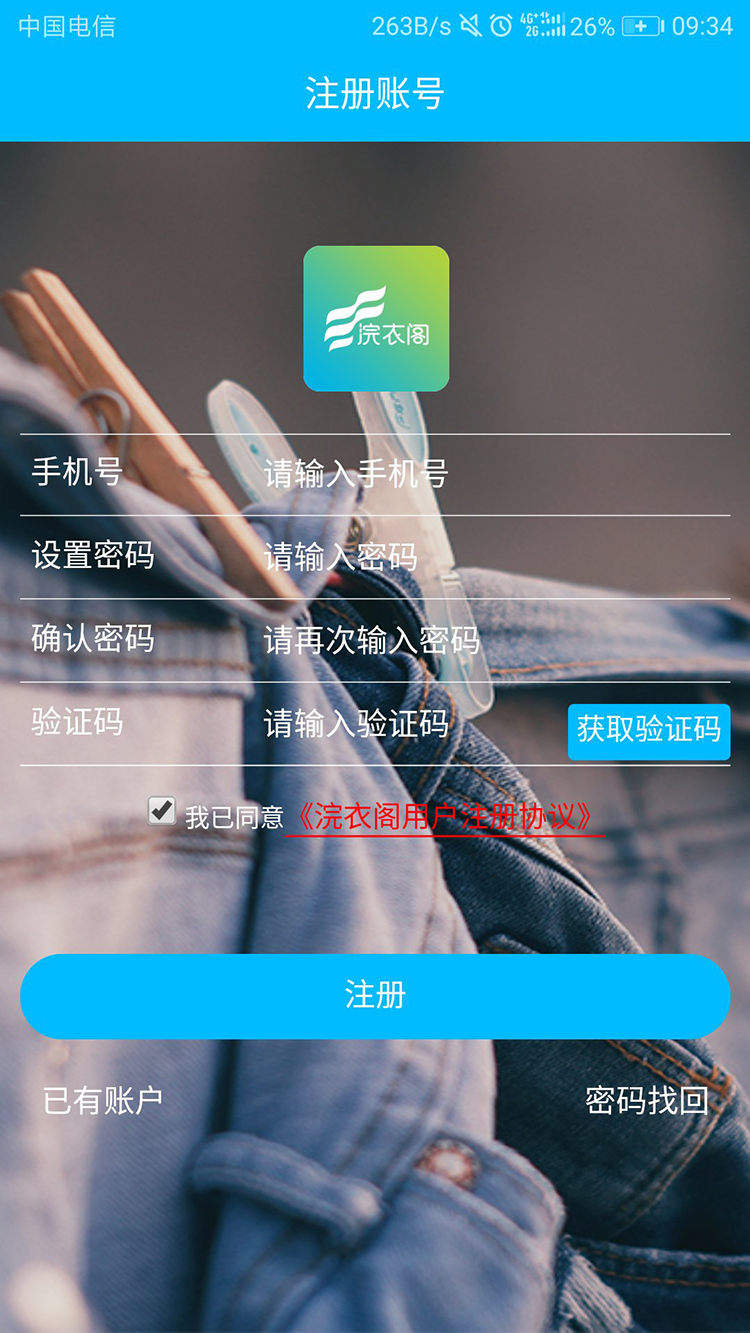 中国电信 263B/s 4G+ 2G 26% 09:34
注册账号
浣衣阁
手机号 请输入手机号
设置密码 请输入密码
确认密码 请再次输入密码
验证码 请输入验证码 获取验证码
我已同意《浣衣阁用户注册协议》
注册
已有账户 密码找回